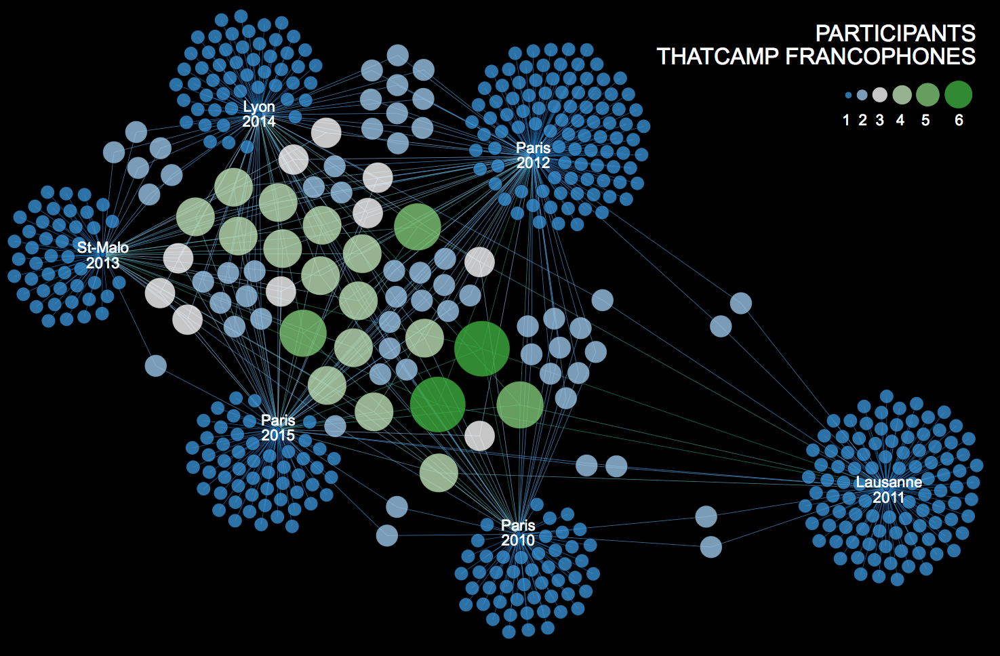 PARTICIPANTS
THATCAMP FRANCOPHONES
1 2 3 4 5 6
Lyon
2014
Paris
2012
St-Malo
2013
Paris
2015
Lausanne
2011
Paris
2010